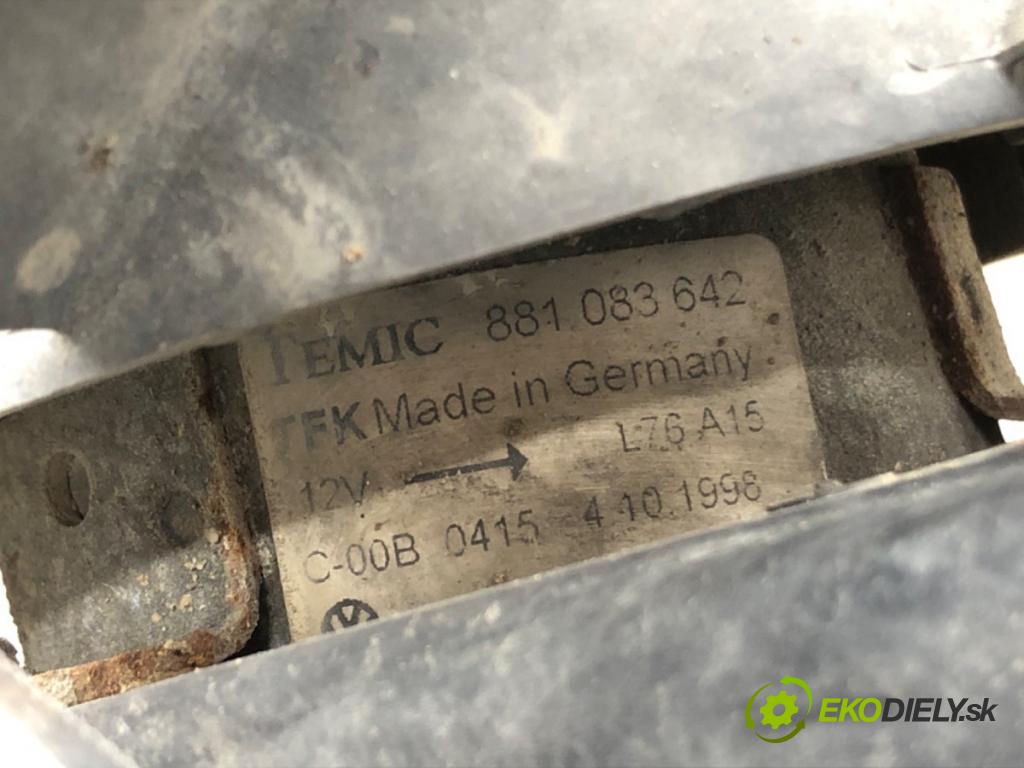 TEMIC 881 083 642
TFK Made in Germany
12V L76 A15
C-00B 0415 4.10.1998
EKODIELY.sk